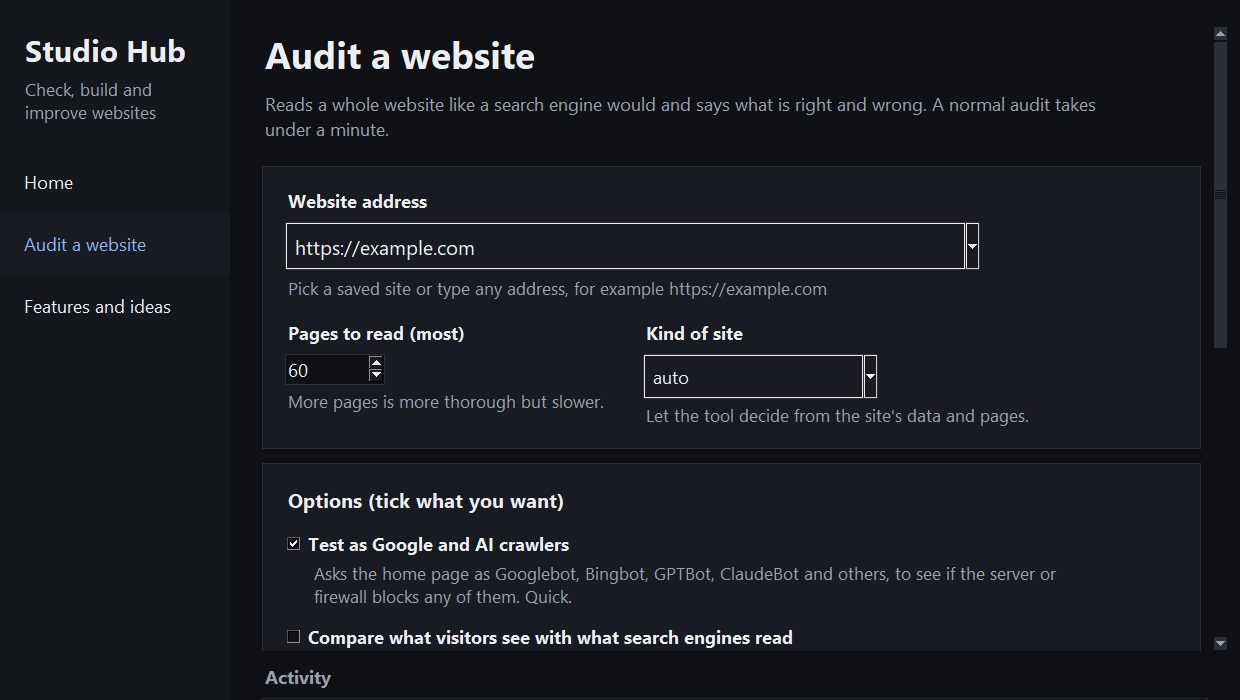 Studio Hub
Check, build and
improve websites
Home
Audit a website
Features and ideas
Audit a website
Reads a whole website like a search engine would and says what is right and wrong. A normal audit takes
under a minute.
Website address
https://example.com
Pick a saved site or type any address, for example https://example.com
Pages to read (most)
Kind of site
60
auto
More pages is more thorough but slower.
Let the tool decide from the site's data and pages.
Options (tick what you want)
Test as Google and AI crawlers
Asks the home page as Googlebot, Bingbot, GPTBot, ClaudeBot and others, to see if the server or
firewall blocks any of them. Quick.
Compare what visitors see with what search engines read
Activity